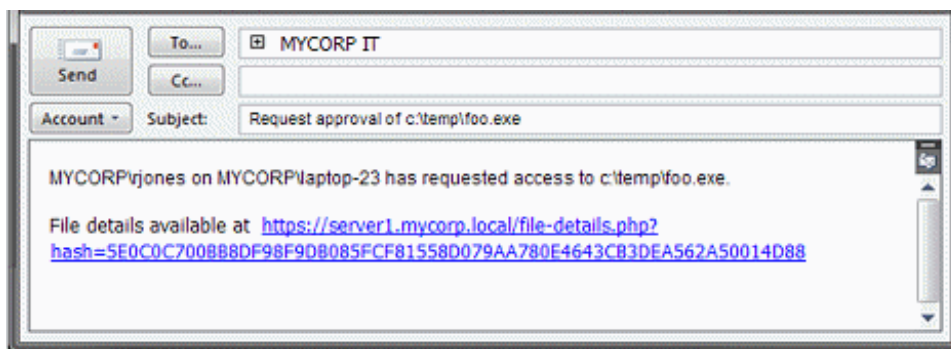 To...
MYCORP IT
Send
Cc...
Account
Subject:
Request approval of c:\temp\foo.exe
MYCORP\rjones on MYCORP\laptop-23 has requested access to c:\temp\foo.exe.
File details available at https://server1.mycorp.local/file-details.php?
hash=5E0C0C700BB8DF98F9DB085FCF81558D079AA780E4643CB3DEA562A50014D88